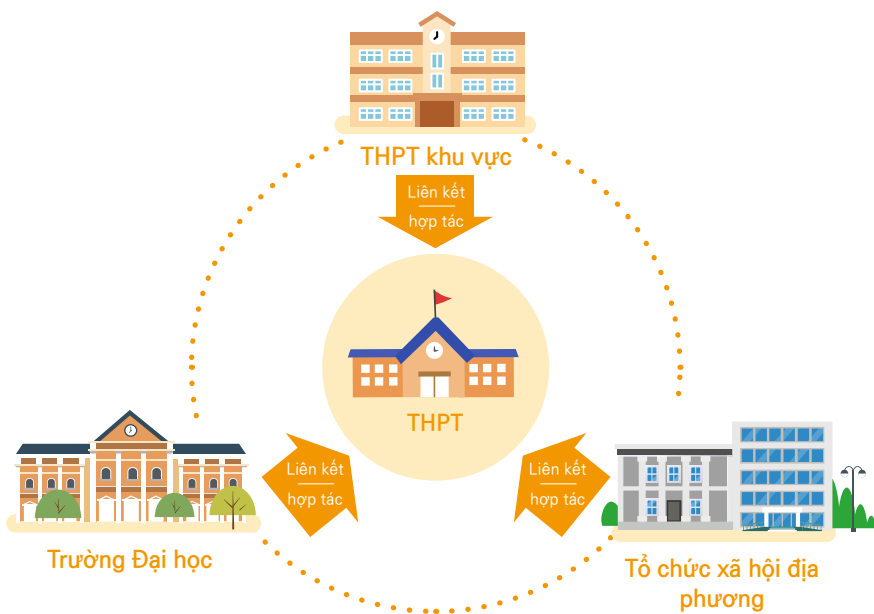 THPT khu vực
Liên kết
hợp tác
THPT
Liên kết
hợp tác
Liên kết
hợp tác
Trường Đại học
Tổ chức xã hội địa
phương